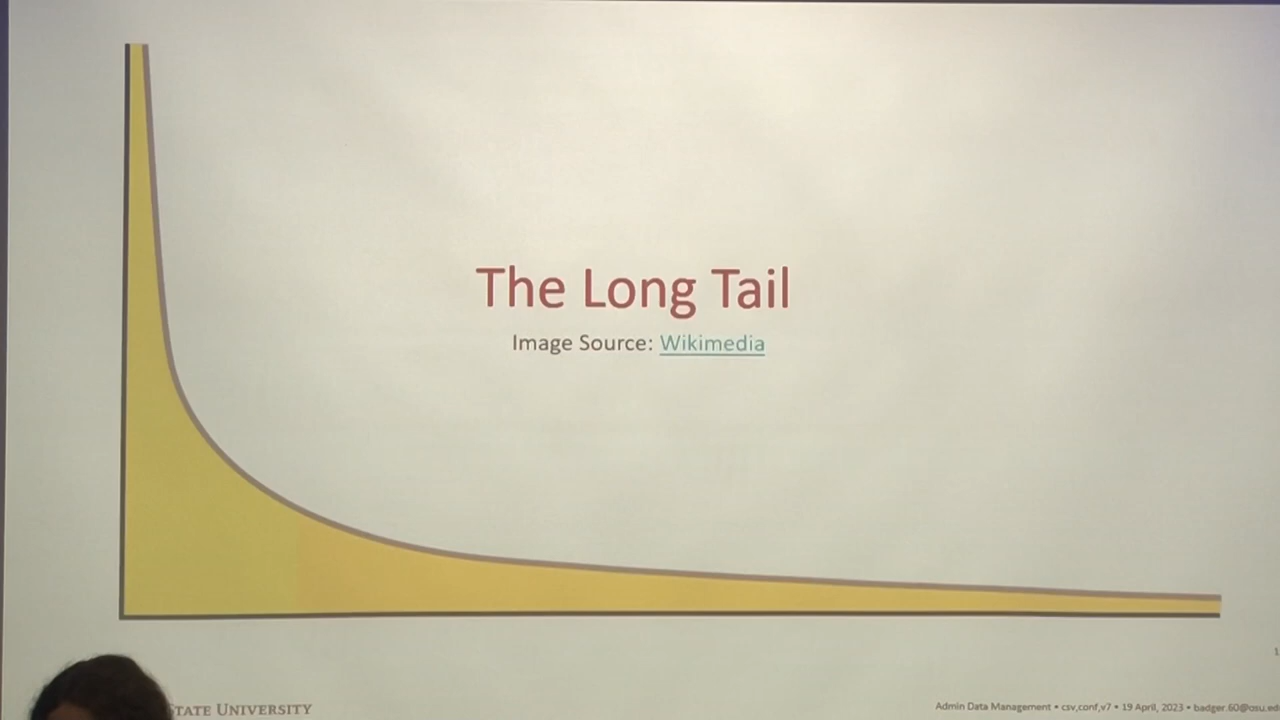 The Long Tail
Image Source: Wikimedia
STATE UNIVERSITY
Admin Data Management • csv,conf,v7 • 19 April, 2023 • badger.60@osu.ed